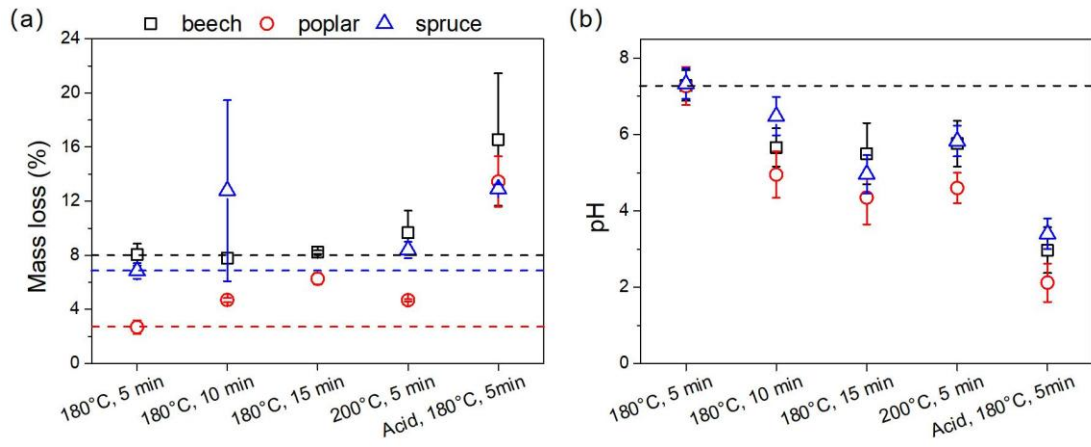 (a)
beech poplar spruce
Mass loss (%)
24
20
16
12
8
4
0
180°C, 5 min
180°C, 10 min
180°C, 15 min
200°C, 5 min
Acid, 180°C, 5min
(b)
pH
8
6
4
2
0
180°C, 5 min
180°C, 10 min
180°C, 15 min
200°C, 5 min
Acid, 180°C, 5min